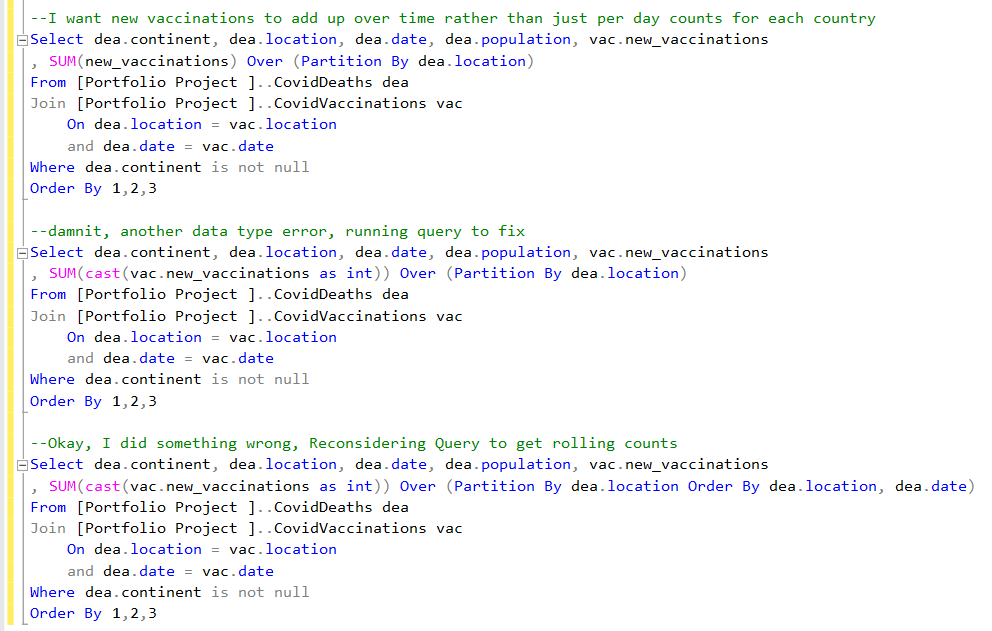 --I want new vaccinations to add up over time rather than just per day counts for each country
Select dea.continent, dea.location, dea.date, dea.population, vac.new_vaccinations
, SUM(new_vaccinations) Over (Partition By dea.location)
From [Portfolio Project ]..CovidDeaths dea
Join [Portfolio Project ]..CovidVaccinations vac
    On dea.location = vac.location
    and dea.date = vac.date
Where dea.continent is not null
Order By 1,2,3

--damnit, another data type error, running query to fix
Select dea.continent, dea.location, dea.date, dea.population, vac.new_vaccinations
, SUM(cast(vac.new_vaccinations as int)) Over (Partition By dea.location)
From [Portfolio Project ]..CovidDeaths dea
Join [Portfolio Project ]..CovidVaccinations vac
    On dea.location = vac.location
    and dea.date = vac.date
Where dea.continent is not null
Order By 1,2,3

--Okay, I did something wrong, Reconsidering Query to get rolling counts
Select dea.continent, dea.location, dea.date, dea.population, vac.new_vaccinations
, SUM(cast(vac.new_vaccinations as int)) Over (Partition By dea.location Order By dea.location, dea.date)
From [Portfolio Project ]..CovidDeaths dea
Join [Portfolio Project ]..CovidVaccinations vac
    On dea.location = vac.location
    and dea.date = vac.date
Where dea.continent is not null
Order By 1,2,3